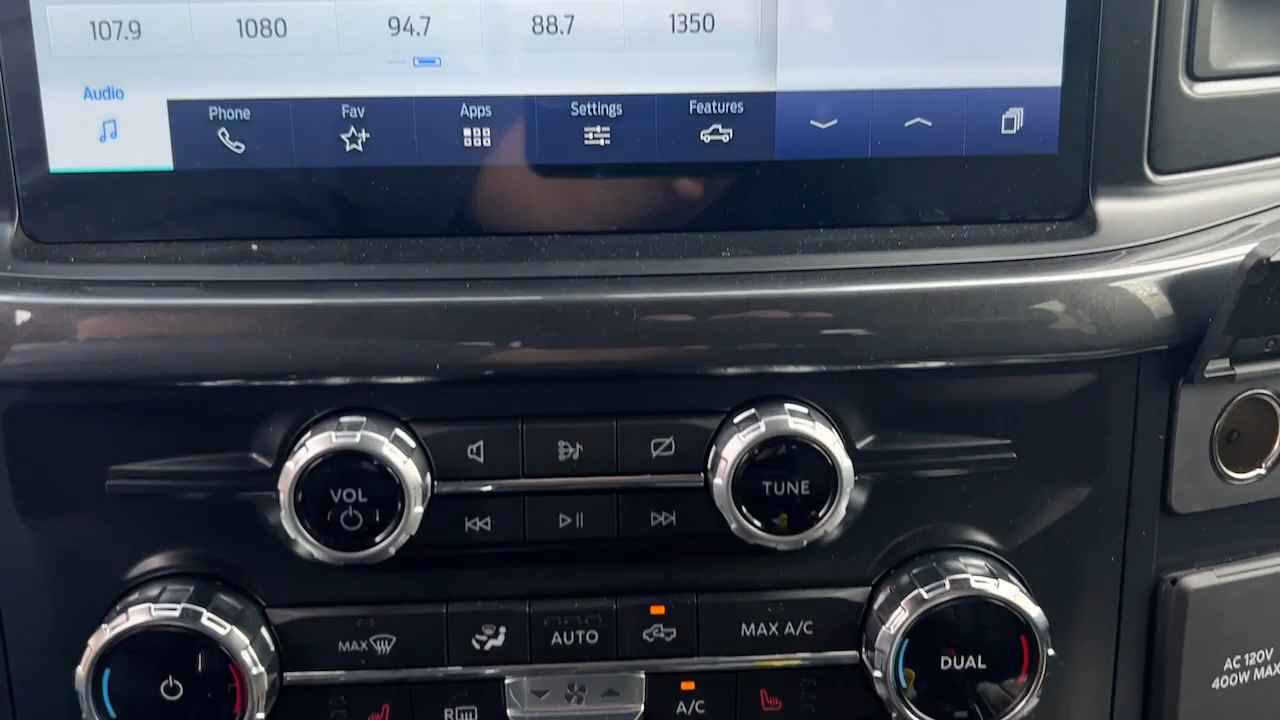 107.9 1080 94.7 88.7 1350
Audio Phone Fav Apps Settings Features
VOL TUNE
MAX AUTO MAX A/C DUAL
R A/C
AC 120V
400W MAX